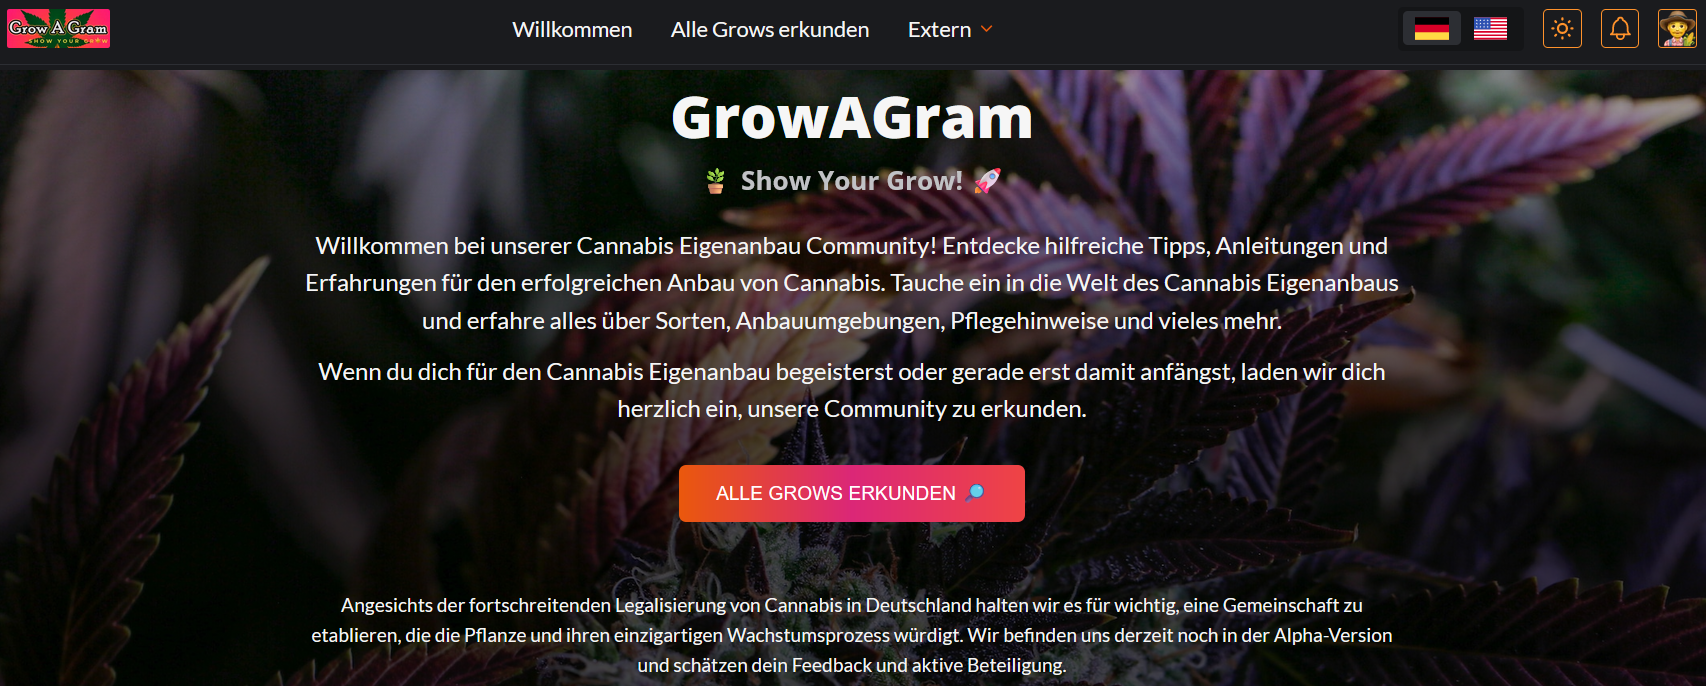 Grow A Gram
SHOW YOUR GROW
Willkommen
Alle Grows erkunden
Extern
GrowAGram
Show Your Grow!
Willkommen bei unserer Cannabis Eigenanbau Community! Entdecke hilfreiche Tipps, Anleitungen und
Erfahrungen für den erfolgreichen Anbau von Cannabis. Tauche ein in die Welt des Cannabis Eigenanbaus
und erfahre alles über Sorten, Anbauumgebungen, Pflegehinweise und vieles mehr.
Wenn du dich für den Cannabis Eigenanbau begeisterst oder gerade erst damit anfängst, laden wir dich
herzlich ein, unsere Community zu erkunden.
ALLE GROWS ERKUNDEN
Angesichts der fortschreitenden Legalisierung von Cannabis in Deutschland halten wir es für wichtig, eine Gemeinschaft zu
etablieren, die die Pflanze und ihren einzigartigen Wachstumsprozess würdigt. Wir befinden uns derzeit noch in der Alpha-Version
und schätzen dein Feedback und aktive Beteiligung.